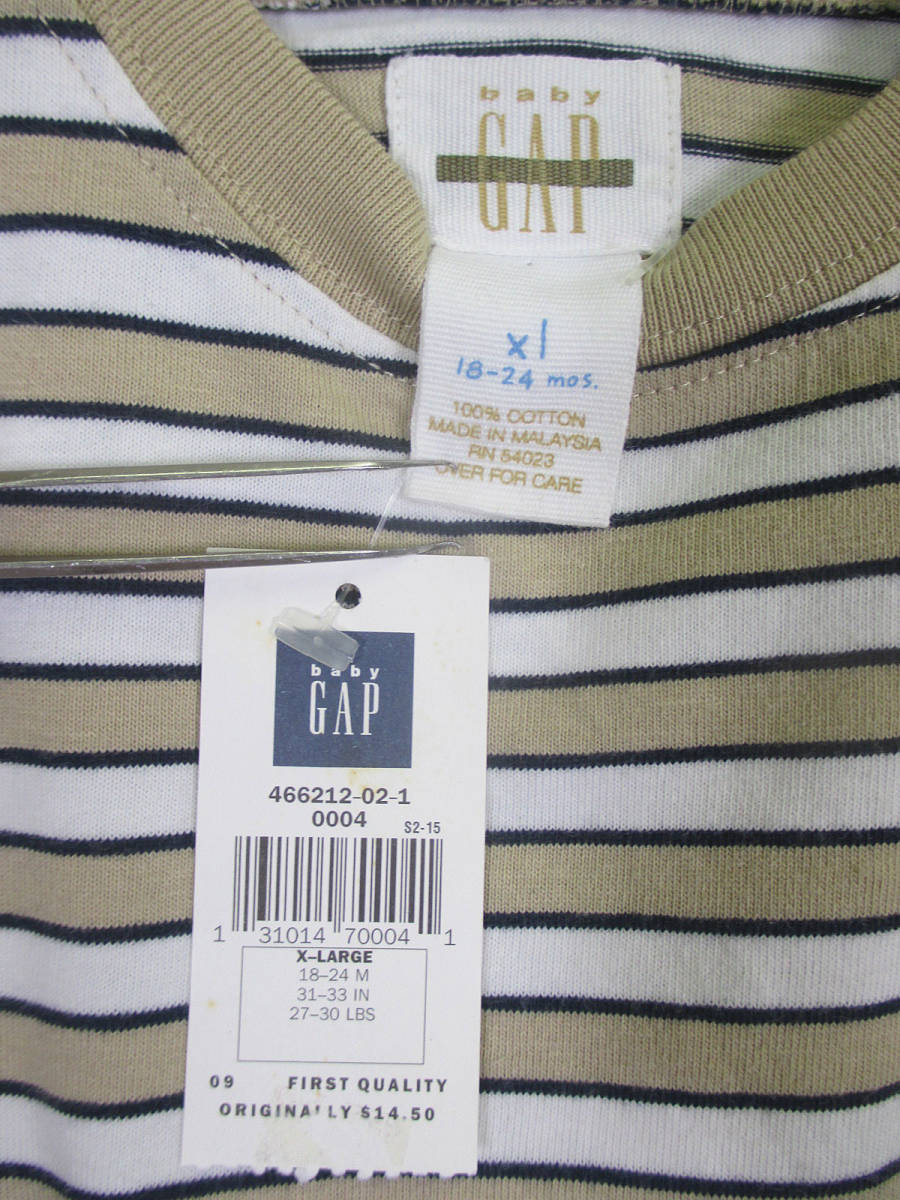 baby
GAP
xl
18-24 mos.
100% COTTON
MADE IN MALAYSIA
RN 54023
OVER FOR CARE
baby
GAP
466212-02-1
0004
S2-15
1 31014 70004 1
X-LARGE
18-24 M
31-33 IN
27-30 LBS
09 FIRST QUALITY
ORIGINALLY $14.50